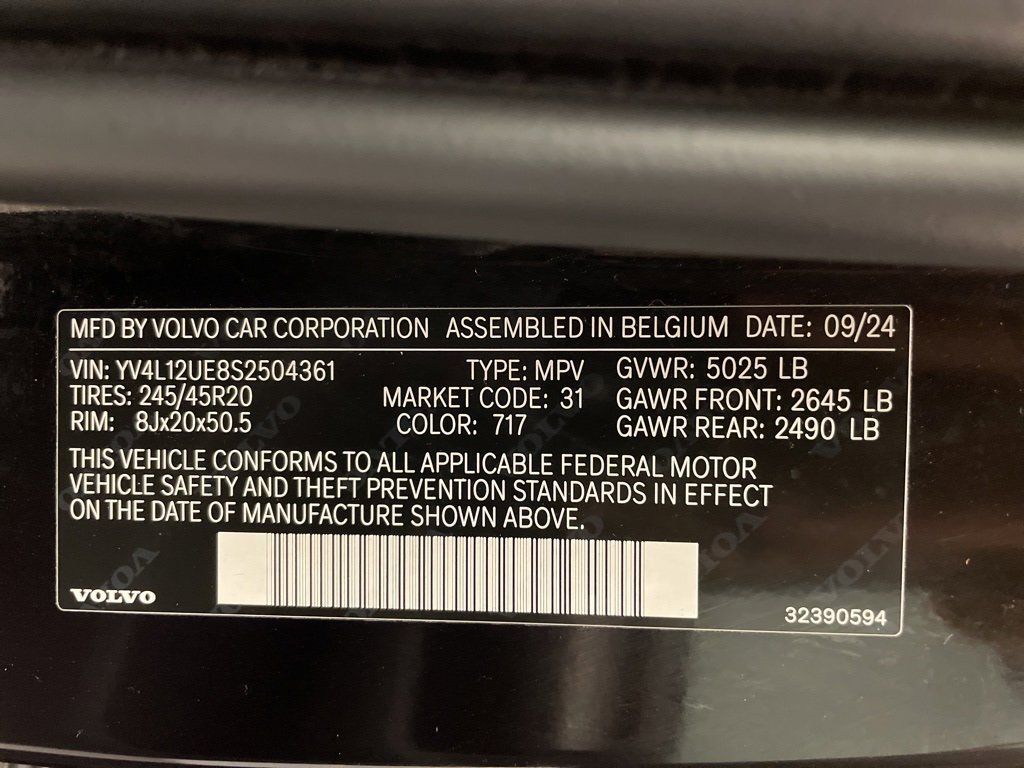 MFD BY VOLVO CAR CORPORATION ASSEMBLED IN BELGIUM DATE: 09/24
VIN: YV4L12UE8S2504361 TYPE: MPV GVWR: 5025 LB
TIRES: 245/45R20 MARKET CODE: 31 GAWR FRONT: 2645 LB
RIM: 8Jx20x50.5 COLOR: 717 GAWR REAR: 2490 LB
THIS VEHICLE CONFORMS TO ALL APPLICABLE FEDERAL MOTOR
VEHICLE SAFETY AND THEFT PREVENTION STANDARDS IN EFFECT
ON THE DATE OF MANUFACTURE SHOWN ABOVE.
VOLVO
32390594